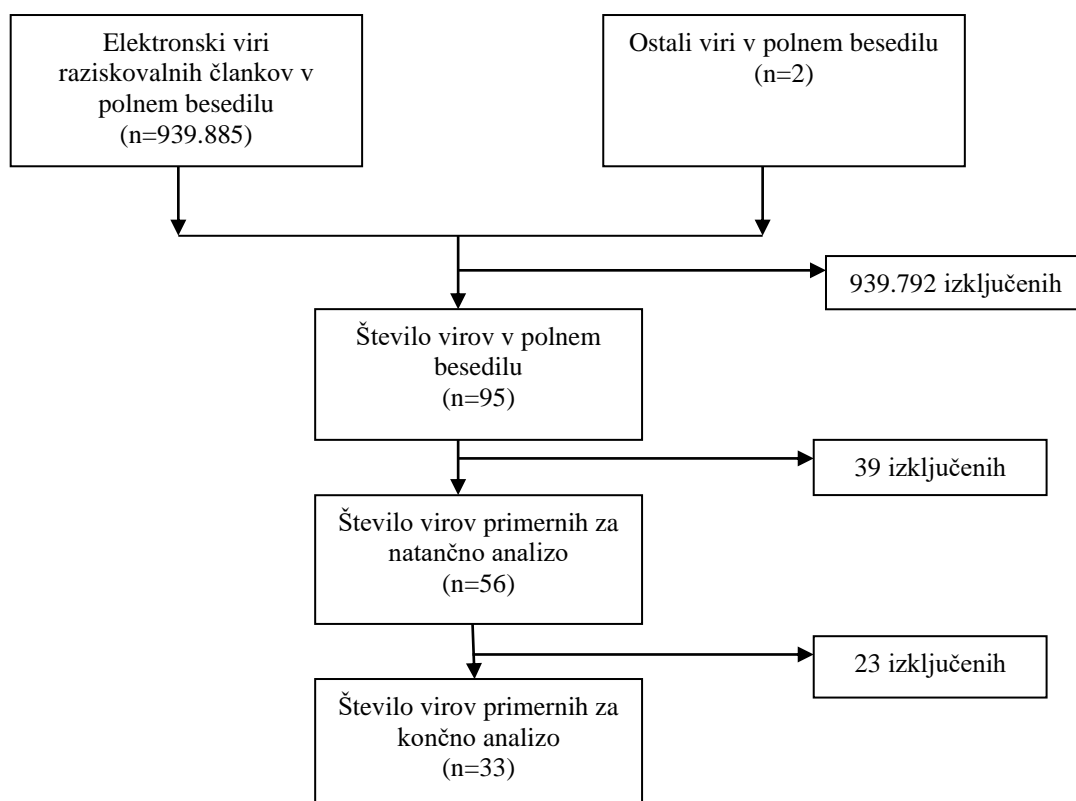 Elektronski viri
raziskovalnih člankov v
polnem besedilu
(n=939.885)
Ostali viri v polnem besedilu
(n=2)
939.792 izključenih
Število virov v polnem
besedilu
(n=95)
39 izključenih
Število virov primernih za
natančno analizo
(n=56)
23 izključenih
Število virov primernih za
končno analizo
(n=33)